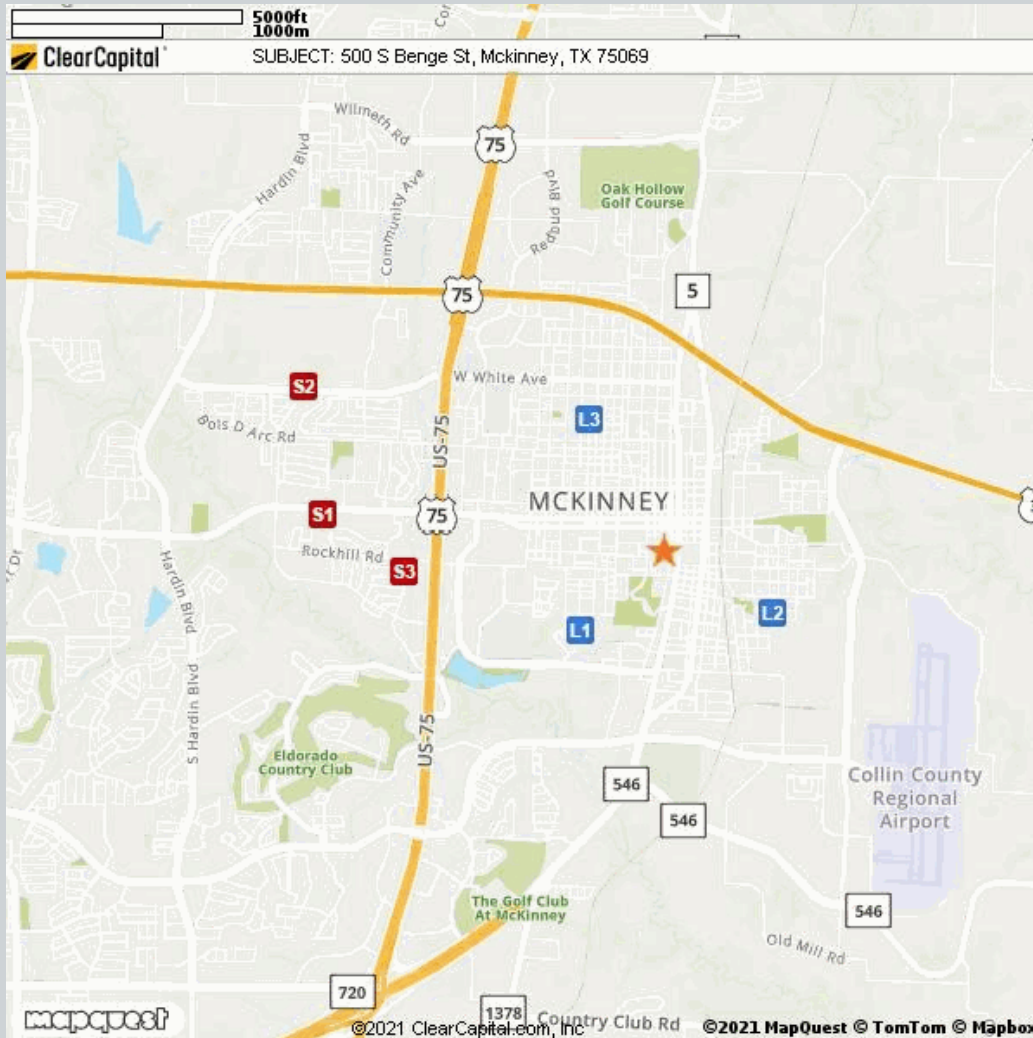 5000ft
1000m
ClearCapital
SUBJECT: 500 S Benge St, Mckinney, TX 75069
Wilmeth Rd
75
Hardin Blvd
Community Ave
Redbud Blvd
Oak Hollow
Golf Course
75
5
S2
W White Ave
Bois D Arc Rd
US-75
L3
S1
75
MCKINNEY
Rockhill Rd
S3
Hardin Blvd
L1
L2
S Hardin Blvd
US-75
Eldorado
Country Club
546
546
Collin County
Regional
Airport
The Golf Club
At McKinney
546
Old Mill Rd
720
1378
Country Club Rd
mapquest
©2021 ClearCapital.com, Inc
©2021 MapQuest © TomTom © Mapbox